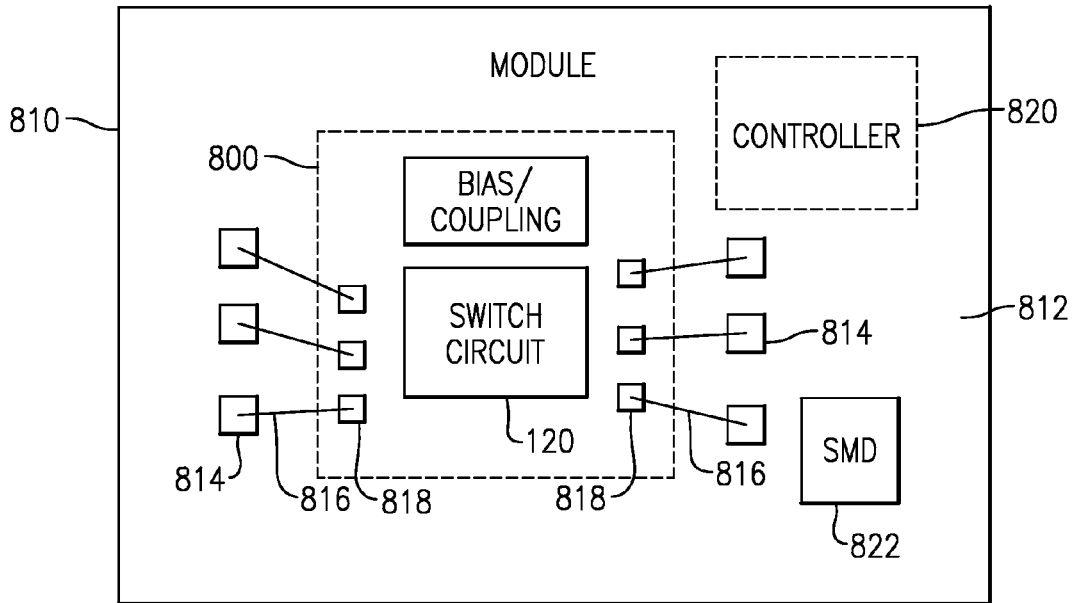 MODULE
810
CONTROLLER
820
800
BIAS/
COUPLING
812
SWITCH
CIRCUIT
814
SMD
120
814
816
818
818
816
822